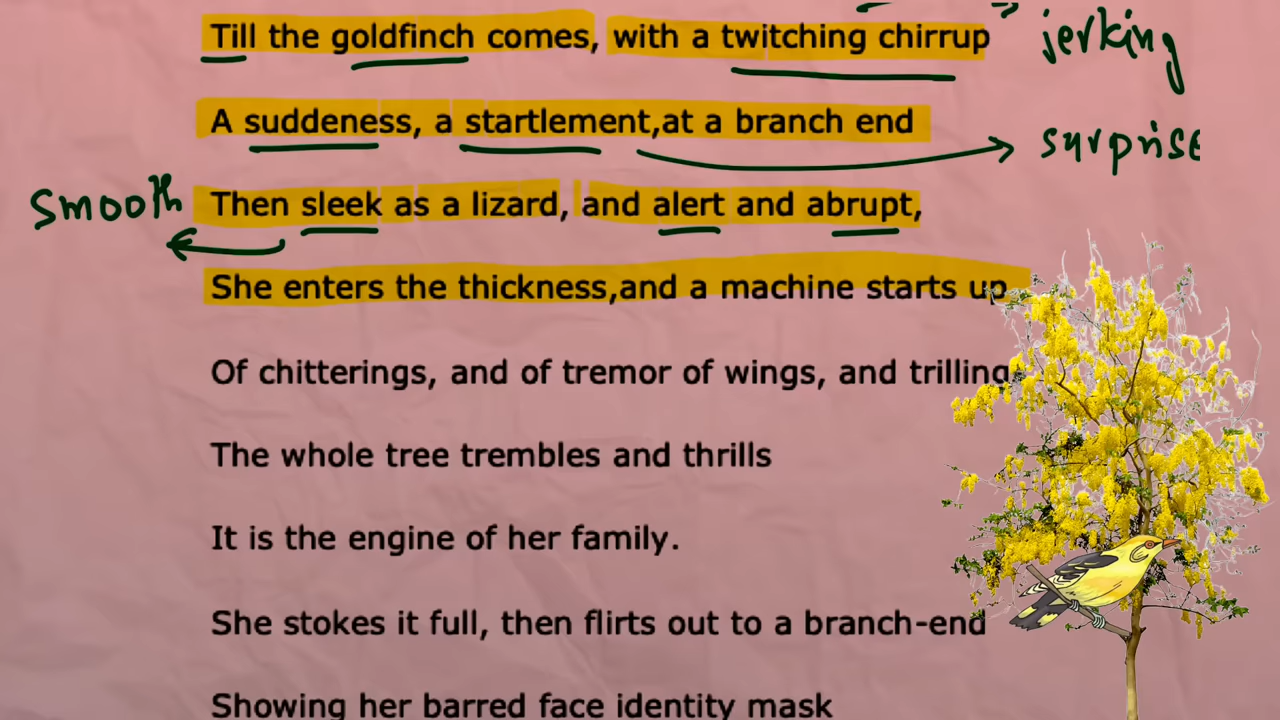 Till the goldfinch comes, with a twitching chirrup jerking
A suddeness, a startlement,at a branch end surprise
smooth Then sleek as a lizard, and alert and abrupt,
She enters the thickness,and a machine starts up
Of chitterings, and of tremor of wings, and trilling
The whole tree trembles and thrills
It is the engine of her family.
She stokes it full, then flirts out to a branch-end
Showing her barred face identity mask